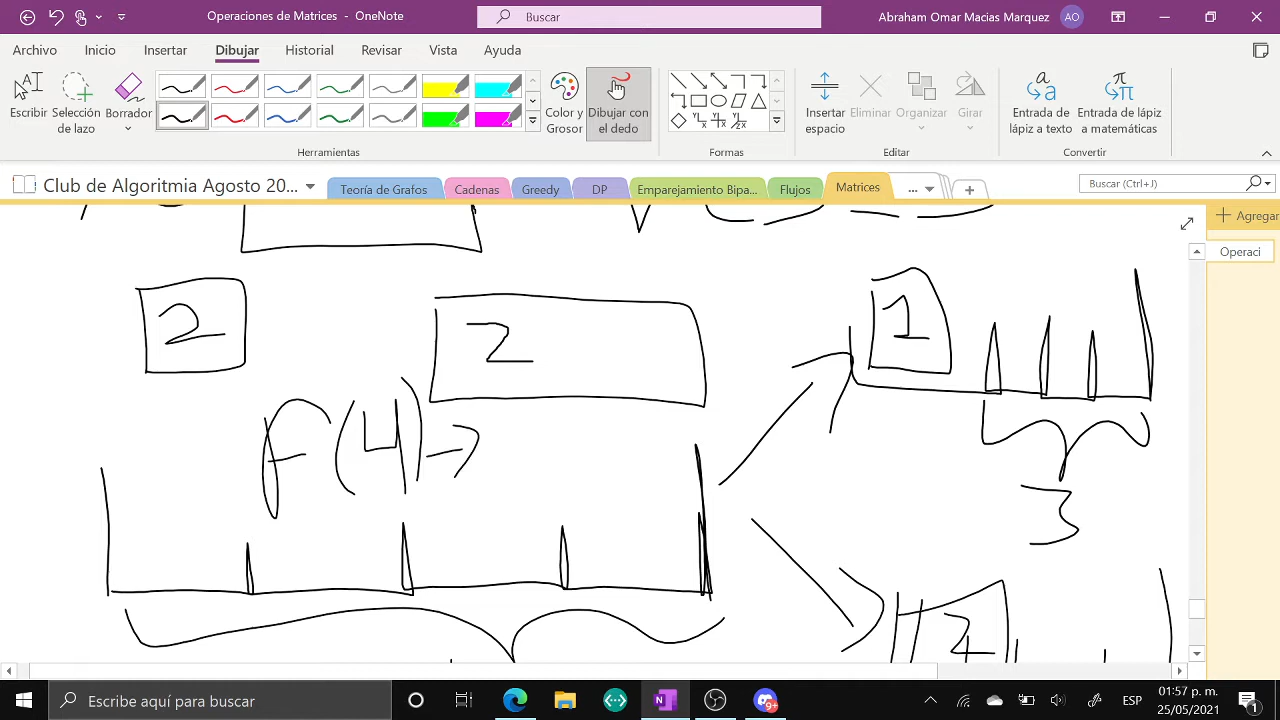 Operaciones de Matrices - OneNote
Buscar
Abraham Omar Macias Marquez
AO
Archivo
Inicio
Insertar
Dibujar
Historial
Revisar
Vista
Ayuda
Escribir
Selección de lazo
Borrador
Color y Grosor
Dibujar con el dedo
Insertar espacio
Eliminar
Organizar
Girar
Entrada de lápiz a texto
Entrada de lápiz a matemáticas
Herramientas
Formas
Editar
Convertir
Club de Algoritmia Agosto 20...
Teoría de Grafos
Cadenas
Greedy
DP
Emparejamiento Bipa...
Flujos
Matrices
...
Buscar (Ctrl+J)
Agregar
Operaci
2
2
1
f(4)→
3
2
Escribe aquí para buscar
9+
ESP
01:57 p. m.
25/05/2021
1